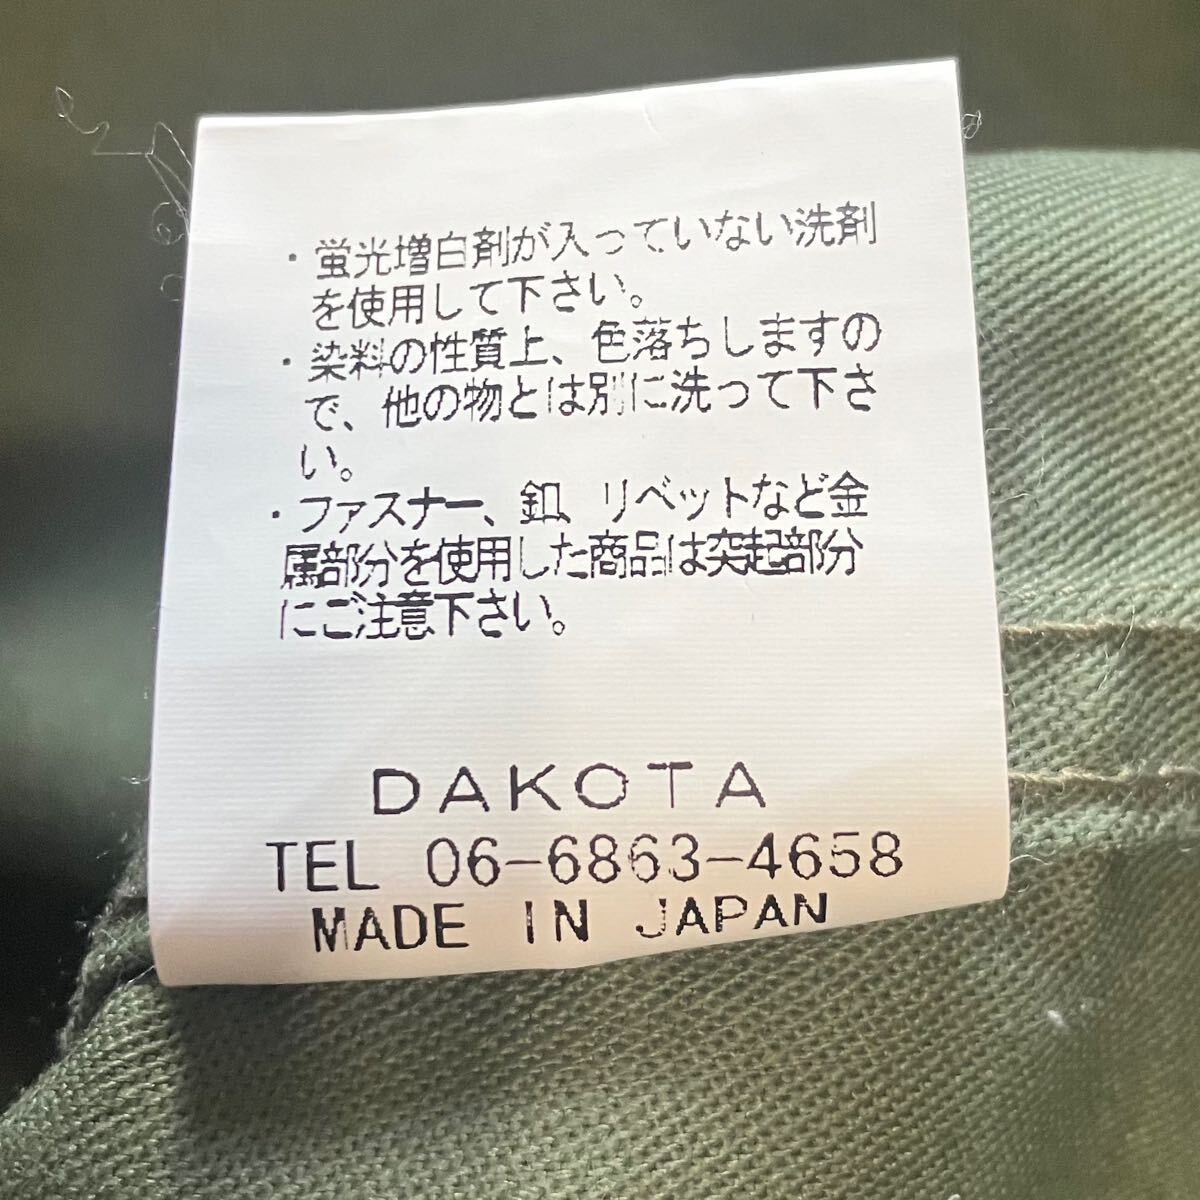 ・蛍光増白剤が入っていない洗剤
を使用して下さい。
・染料の性質上、色落ちしますの
で、他の物とは別に洗って下さ
い。
・ファスナー、釦、リベットなど金
属部分を使用した商品は突起部分
にご注意下さい。
DAKOTA
TEL 06-6863-4658
MADE IN JAPAN